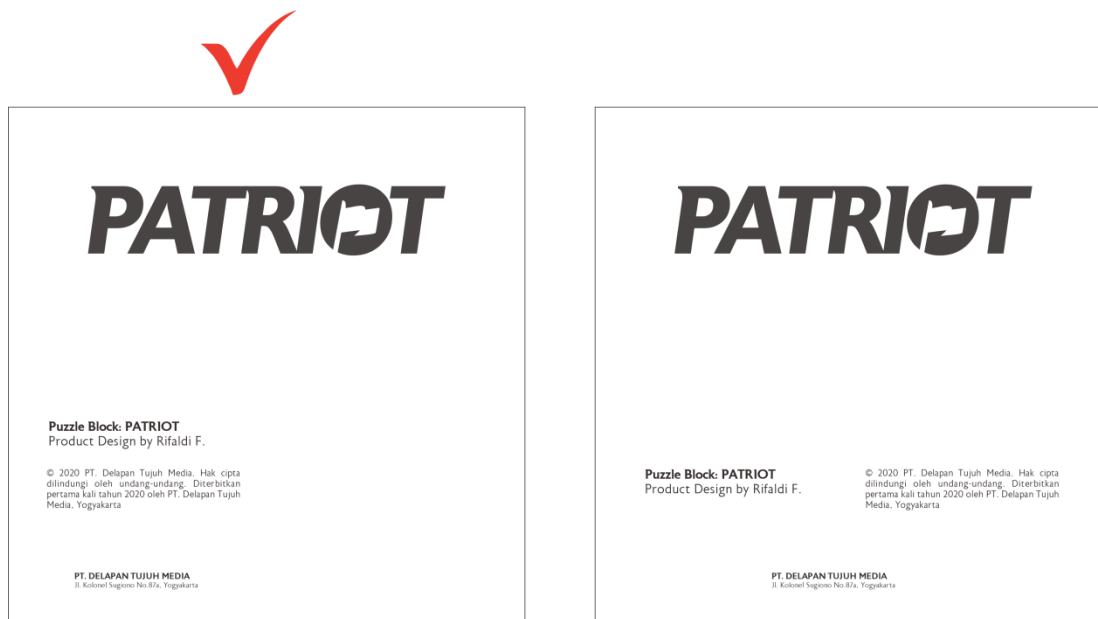 PATRIOT
Puzzle Block: PATRIOT
Product Design by Rifaldi F.
© 2020 PT. Delapan Tujuh Media. Hak cipta
dilindungi oleh undang-undang. Diterbitkan
pertama kali tahun 2020 oleh PT. Delapan Tujuh
Media, Yogyakarta
PT. DELAPAN TUJUH MEDIA
Jl. Kolonel Sugiono No.87a, Yogyakarta
PATRIOT
Puzzle Block: PATRIOT
Product Design by Rifaldi F.
© 2020 PT. Delapan Tujuh Media. Hak cipta
dilindungi oleh undang-undang. Diterbitkan
pertama kali tahun 2020 oleh PT. Delapan Tujuh
Media, Yogyakarta
PT. DELAPAN TUJUH MEDIA
Jl. Kolonel Sugiono No.87a, Yogyakarta